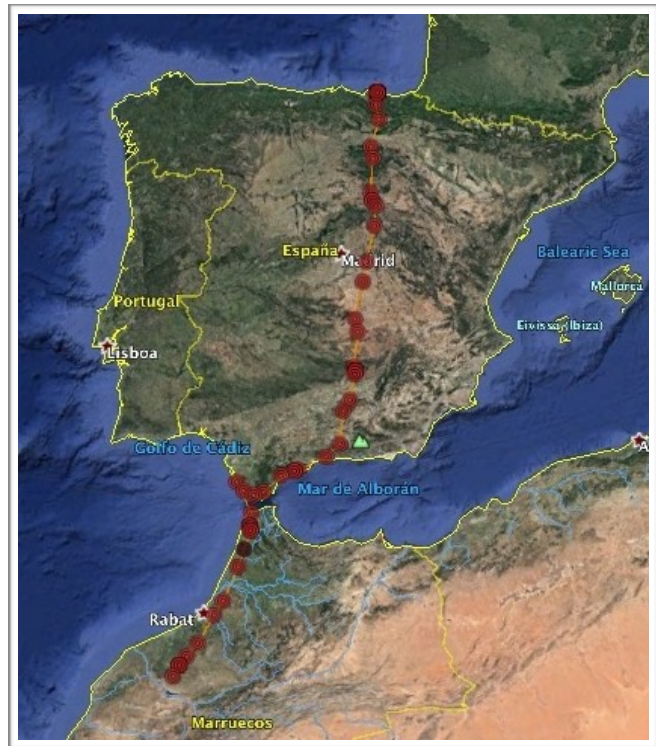 España
Madrid
Balearic Sea
Mallorca
Portugal
Eivissa (Ibiza)
Lisboa
Golfo de Cádiz
A
Mar de Alborán
Rabat
Marruecos